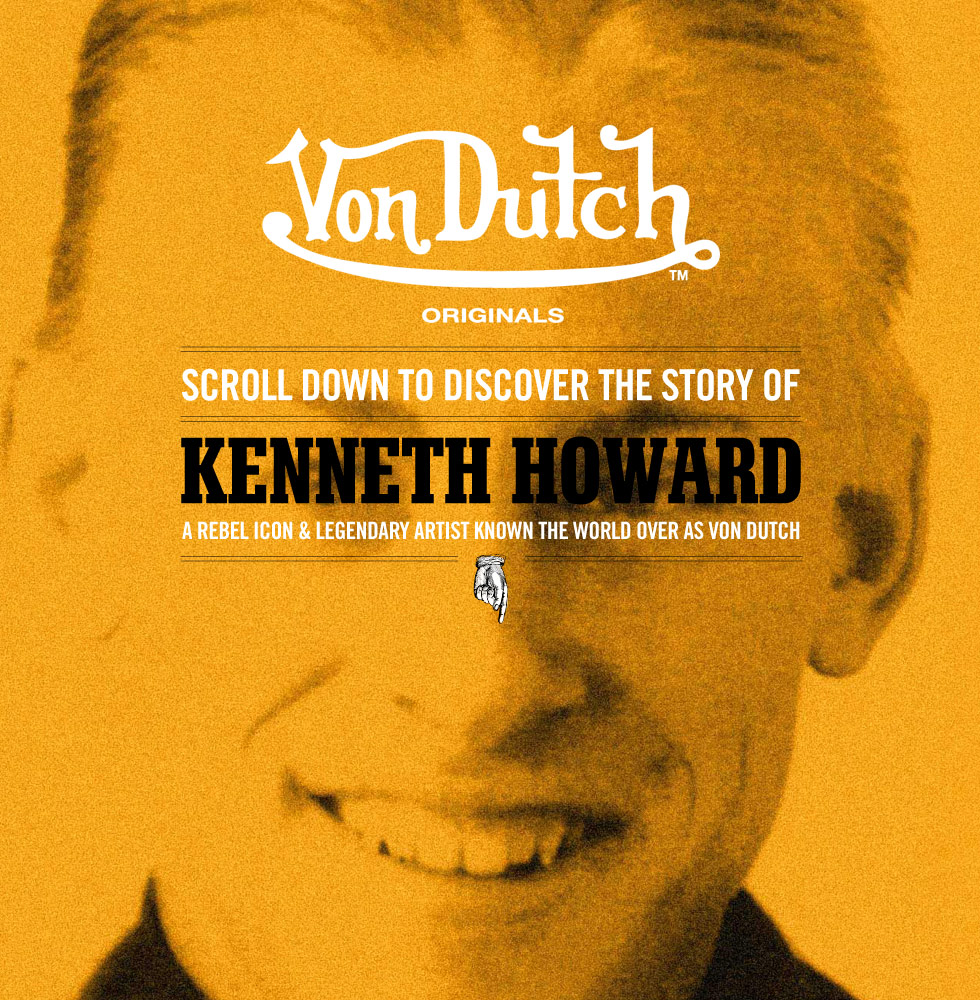 Von Dutch
TM
ORIGINALS
SCROLL DOWN TO DISCOVER THE STORY OF
KENNETH HOWARD
A REBEL ICON & LEGENDARY ARTIST KNOWN THE WORLD OVER AS VON DUTCH